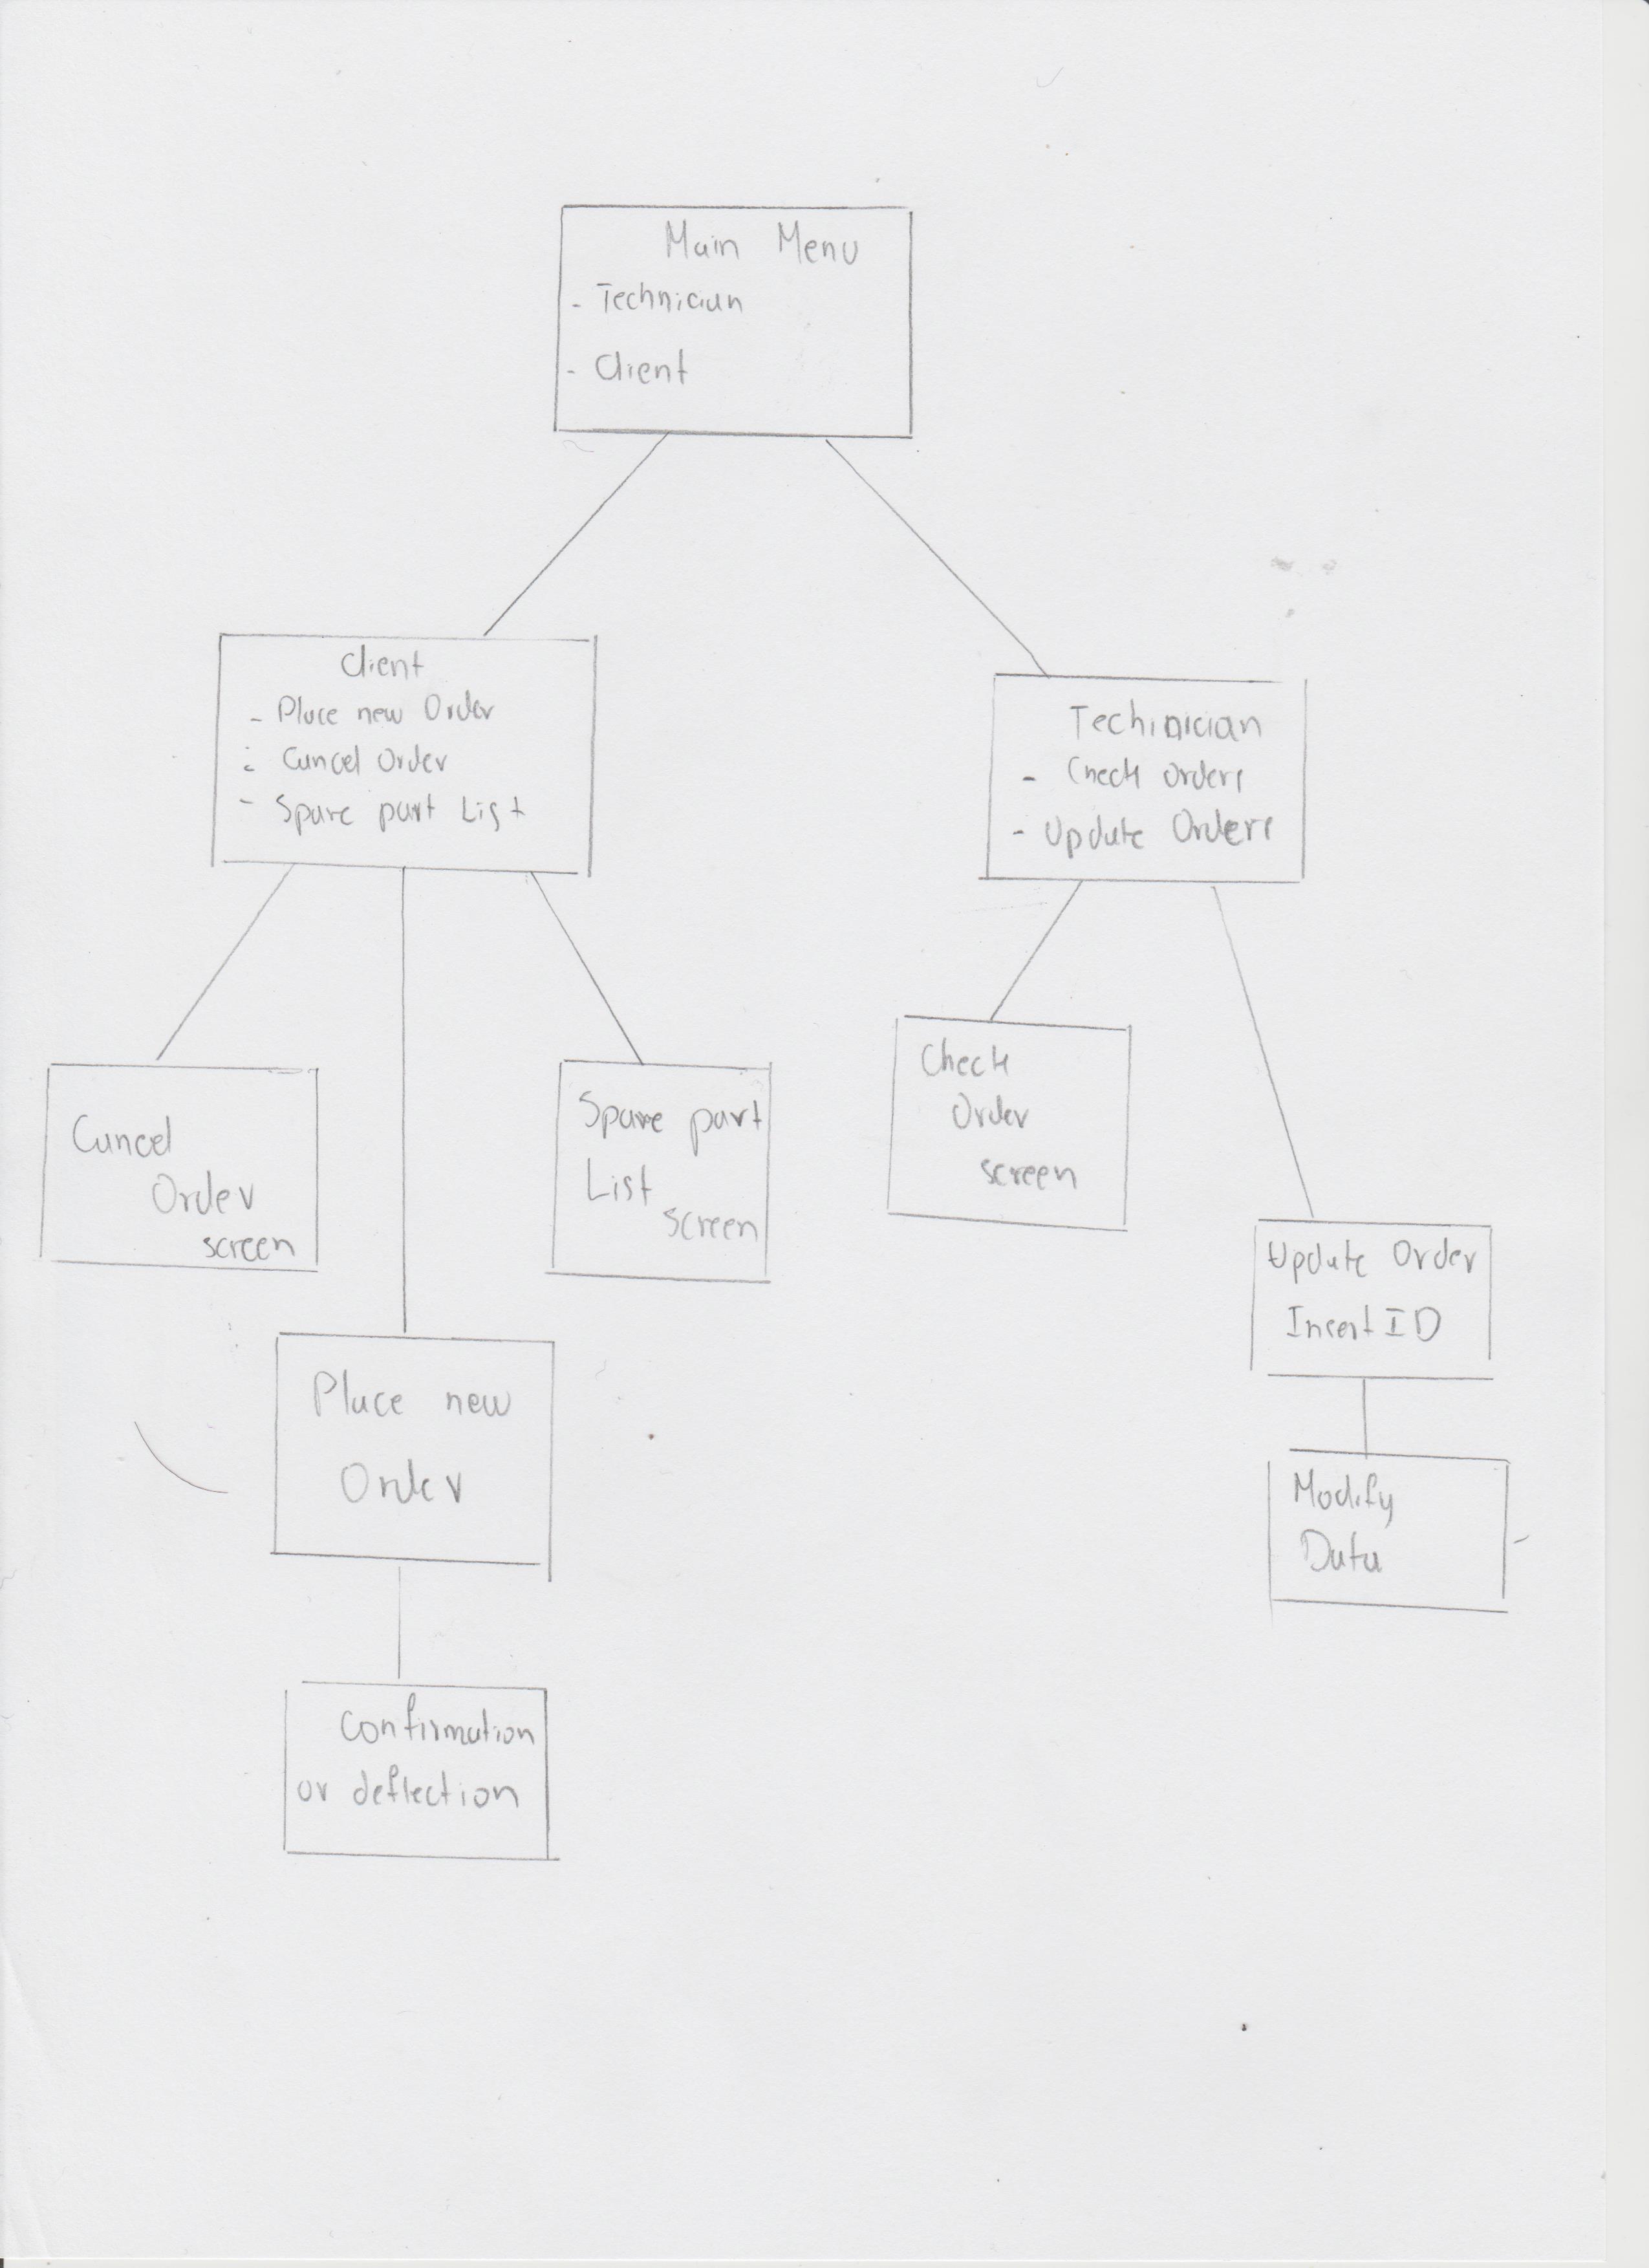 Main Menu
- Technician
- Client
Client
- Place new Order
- Cancel Order
- Spare part List
Techinician
- Check orders
- Update Orders
Cancel
Order
screen
Spare part
List
screen
Check
Order
screen
Update Order
Insert ID
Place new
Order
Modify
Data
Confirmation
or deflection